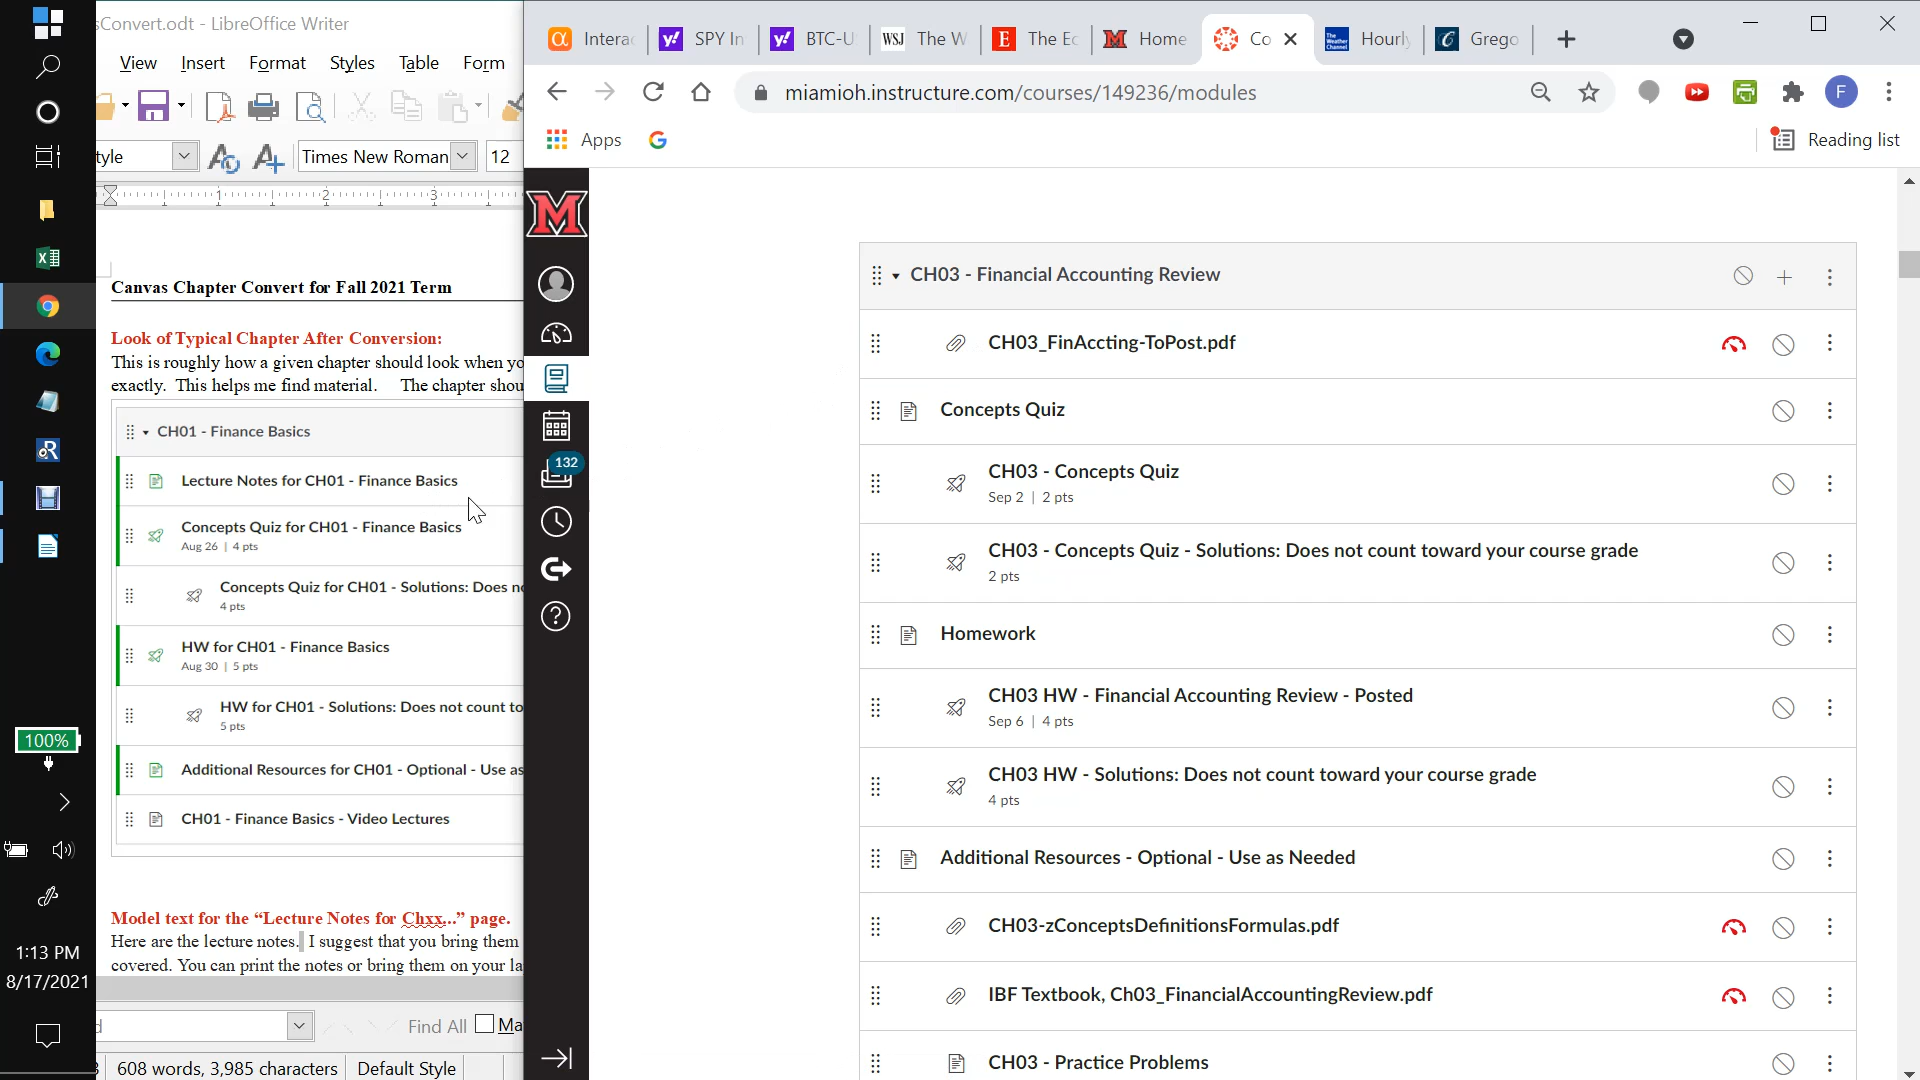 sConvert.odt - LibreOffice Writer
View Insert Format Styles Table Form
tyle Times New Roman 12
1 2 3
Canvas Chapter Convert for Fall 2021 Term
Look of Typical Chapter After Conversion:
This is roughly how a given chapter should look when yo
exactly. This helps me find material. The chapter shou
CH01 - Finance Basics
Lecture Notes for CH01 - Finance Basics
Concepts Quiz for CH01 - Finance Basics
Aug 26 | 4 pts
Concepts Quiz for CH01 - Solutions: Does n
4 pts
HW for CH01 - Finance Basics
Aug 30 | 5 pts
HW for CH01 - Solutions: Does not count to
5 pts
Additional Resources for CH01 - Optional - Use as
CH01 - Finance Basics - Video Lectures
Model text for the “Lecture Notes for Chxx...” page.
Here are the lecture notes. I suggest that you bring them
covered. You can print the notes or bring them on your la
d Find All Ma
608 words, 3,985 characters Default Style
100%
1:13 PM
8/17/2021
Intera SPY In BTC-U WSJ The W E The Ec Home Co Hourly Grego
miamioh.instructure.com/courses/149236/modules
F
Apps Reading list
132
CH03 - Financial Accounting Review
CH03_FinAccting-ToPost.pdf
Concepts Quiz
CH03 - Concepts Quiz
Sep 2 | 2 pts
CH03 - Concepts Quiz - Solutions: Does not count toward your course grade
2 pts
Homework
CH03 HW - Financial Accounting Review - Posted
Sep 6 | 4 pts
CH03 HW - Solutions: Does not count toward your course grade
4 pts
Additional Resources - Optional - Use as Needed
CH03-zConceptsDefinitionsFormulas.pdf
IBF Textbook, Ch03_FinancialAccountingReview.pdf
CH03 - Practice Problems